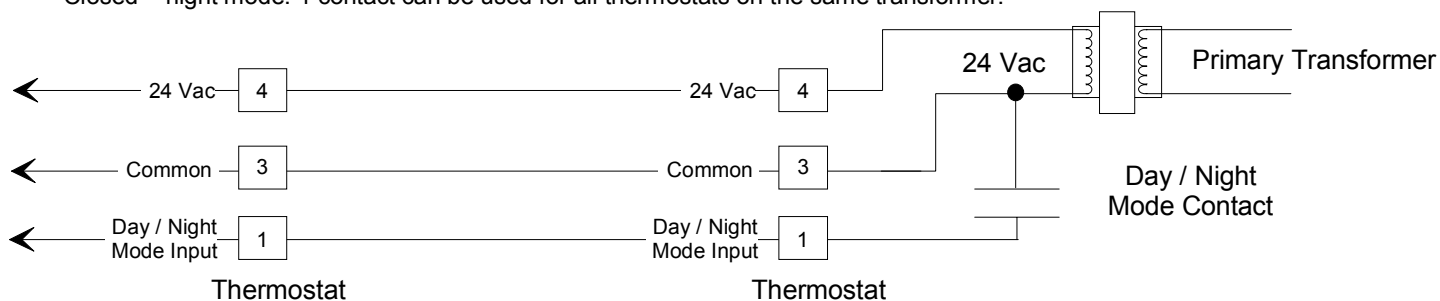 Closed = night mode. 1 contact can be used for all thermostats on the same transformer.
24 Vac
Primary Transformer
24 Vac 4
24 Vac 4
Common 3
Common 3
Day / Night
Mode Contact
Day / Night
Mode Input
1
Day / Night
Mode Input
1
Thermostat
Thermostat